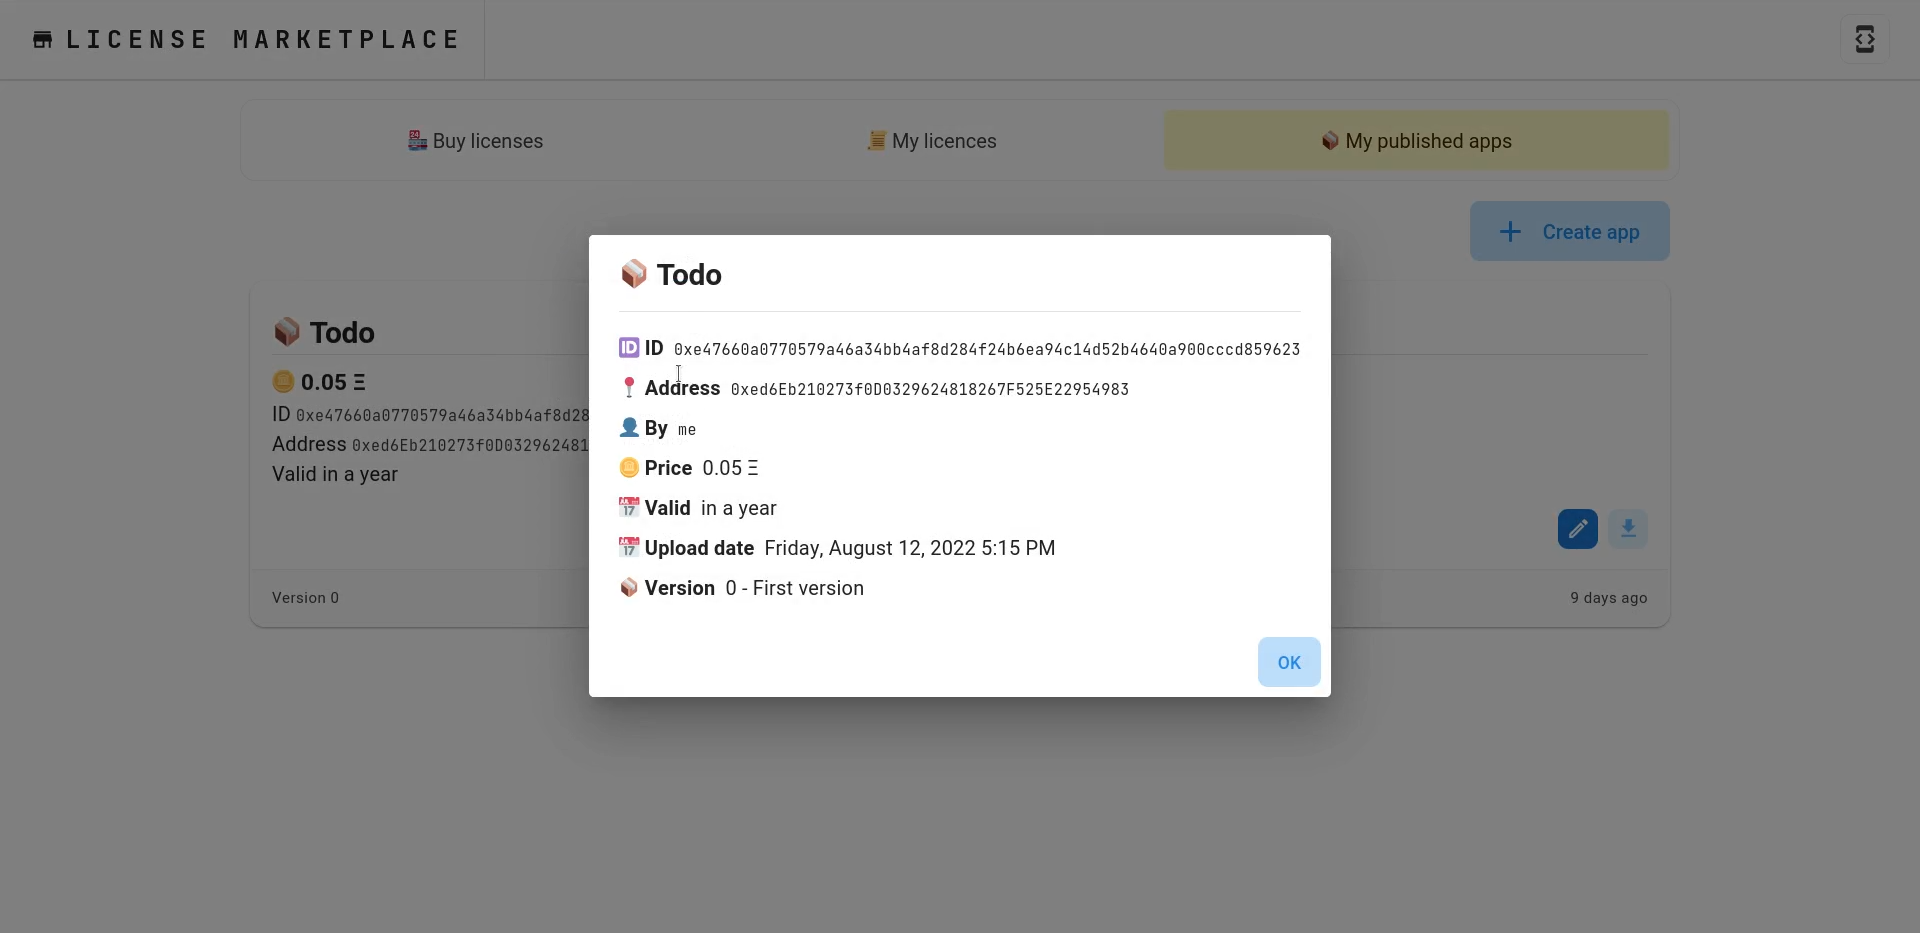 LICENSE MARKETPLACE
Buy licenses
My licences
My published apps
Create app
Todo
0.05 Ξ
ID 0xe47660a0770579a46a34bb4af8d28
Address 0xed6Eb210273f0D032962481
Valid in a year
Version 0
9 days ago
Todo
ID 0xe47660a0770579a46a34bb4af8d284f24b6ea94c14d52b4640a900cccd859623
Address 0xed6Eb210273f0D0329624818267F525E22954983
By me
Price 0.05 Ξ
Valid in a year
Upload date Friday, August 12, 2022 5:15 PM
Version 0 - First version
OK